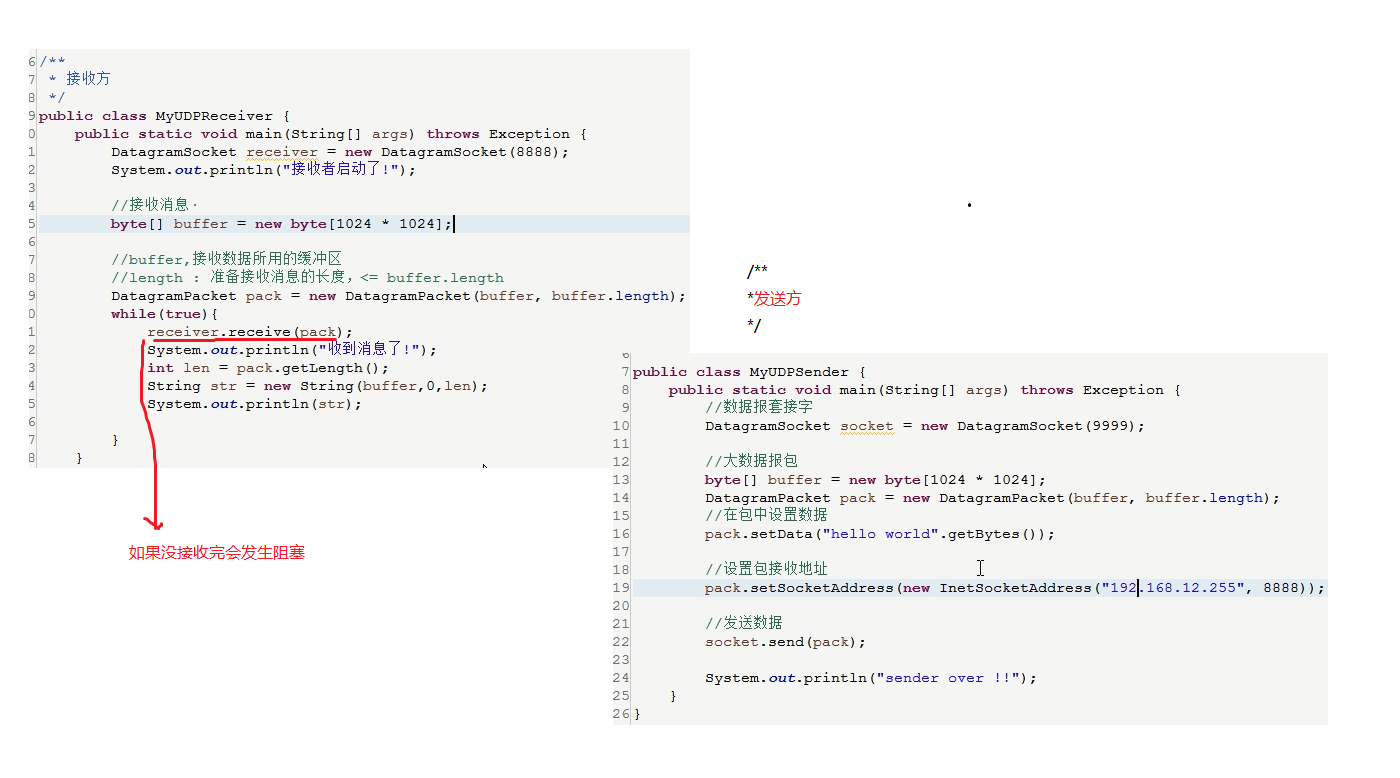 6 /**
7  * 接收方
8  */
9 public class MyUDPReceiver {
0     public static void main(String[] args) throws Exception {
1         DatagramSocket receiver = new DatagramSocket(8888);
2         System.out.println("接收者启动了!");
3
4         //接收消息·
5         byte[] buffer = new byte[1024 * 1024];
6
7         //buffer,接收数据所用的缓冲区
8         //length : 准备接收消息的长度，<= buffer.length
9         DatagramPacket pack = new DatagramPacket(buffer, buffer.length);
0         while(true){
1             receiver.receive(pack);
2             System.out.println("收到消息了!");
3             int len = pack.getLength();
4             String str = new String(buffer,0,len);
5             System.out.println(str);
6
7         }
8     }
如果没接收完会发生阻塞
/**
*发送方
*/
6
7 public class MyUDPSender {
8     public static void main(String[] args) throws Exception {
9         //数据报套接字
10         DatagramSocket socket = new DatagramSocket(9999);
11
12         //大数据报包
13         byte[] buffer = new byte[1024 * 1024];
14         DatagramPacket pack = new DatagramPacket(buffer, buffer.length);
15         //在包中设置数据
16         pack.setData("hello world".getBytes());
17
18         //设置包接收地址
19         pack.setSocketAddress(new InetSocketAddress("192.168.12.255", 8888));
20
21         //发送数据
22         socket.send(pack);
23
24         System.out.println("sender over !!");
25     }
26 }